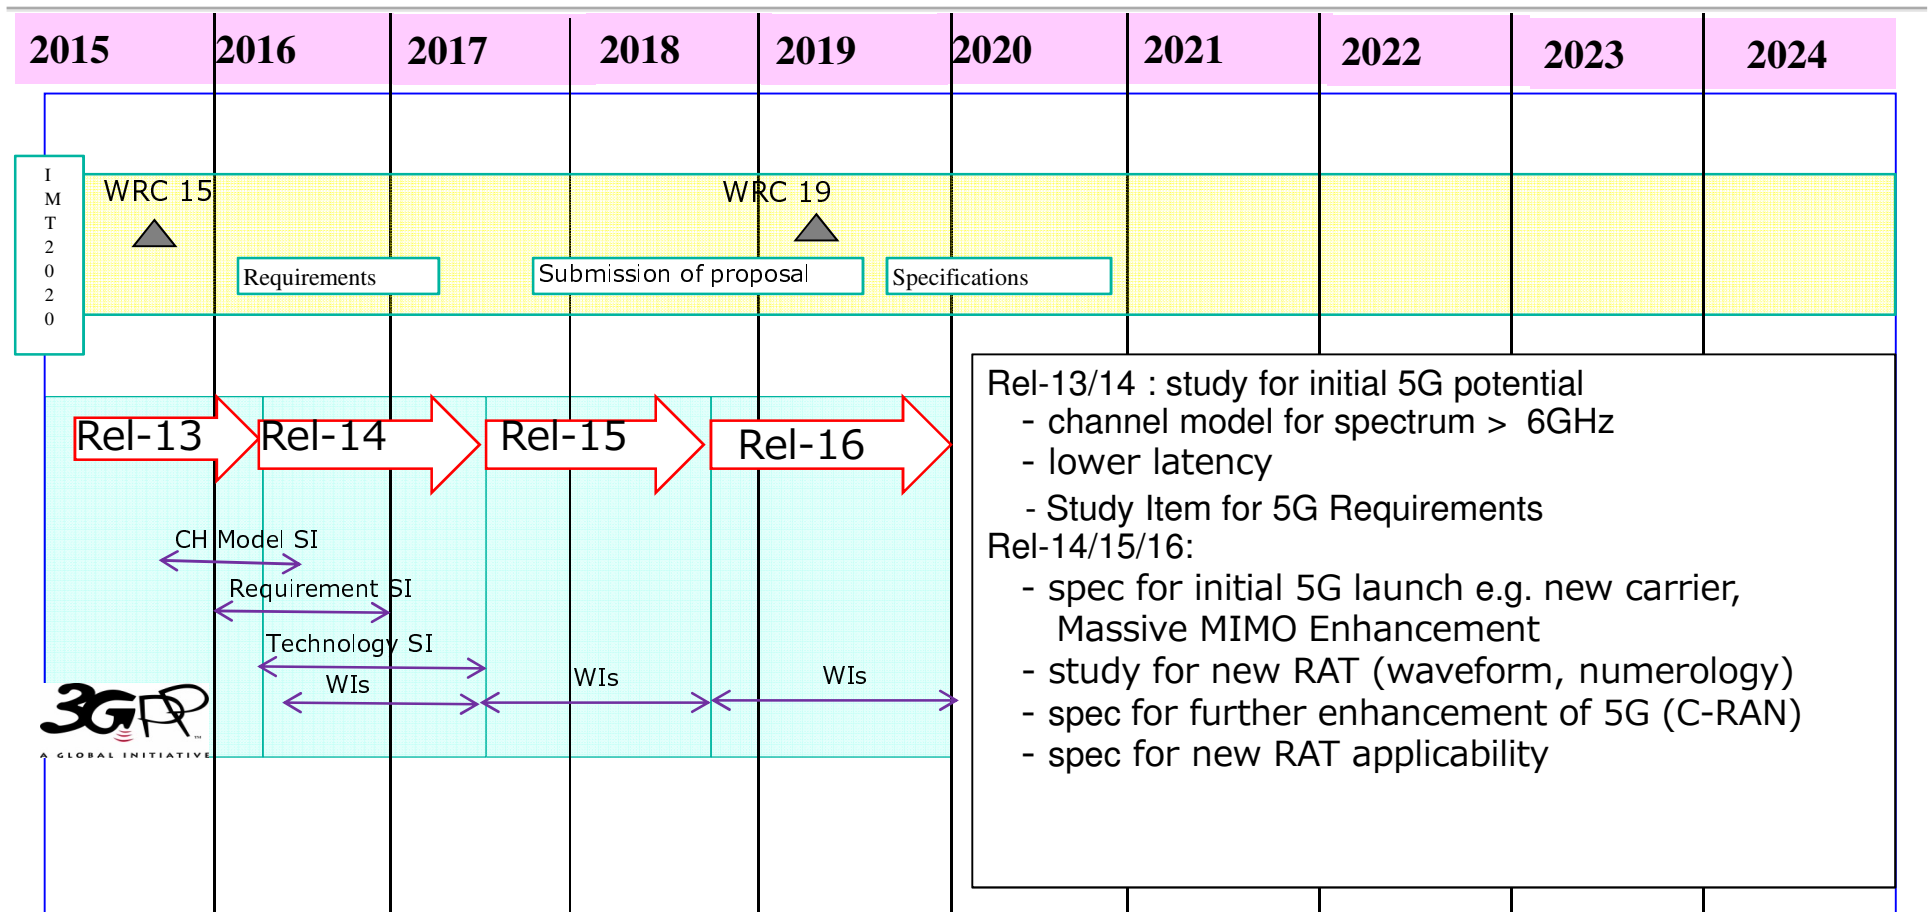 2015 2016 2017 2018 2019 2020 2021 2022 2023 2024
I
M
T
2
0
2
0
WRC 15
WRC 19
Requirements
Submission of proposal
Specifications
Rel-13
Rel-14
Rel-15
Rel-16
CH Model SI
Requirement SI
Technology SI
WIs
WIs
WIs
3GPP
TM
A GLOBAL INITIATIVE
Rel-13/14 : study for initial 5G potential
- channel model for spectrum > 6GHz
- lower latency
- Study Item for 5G Requirements
Rel-14/15/16:
- spec for initial 5G launch e.g. new carrier,
Massive MIMO Enhancement
- study for new RAT (waveform, numerology)
- spec for further enhancement of 5G (C-RAN)
- spec for new RAT applicability